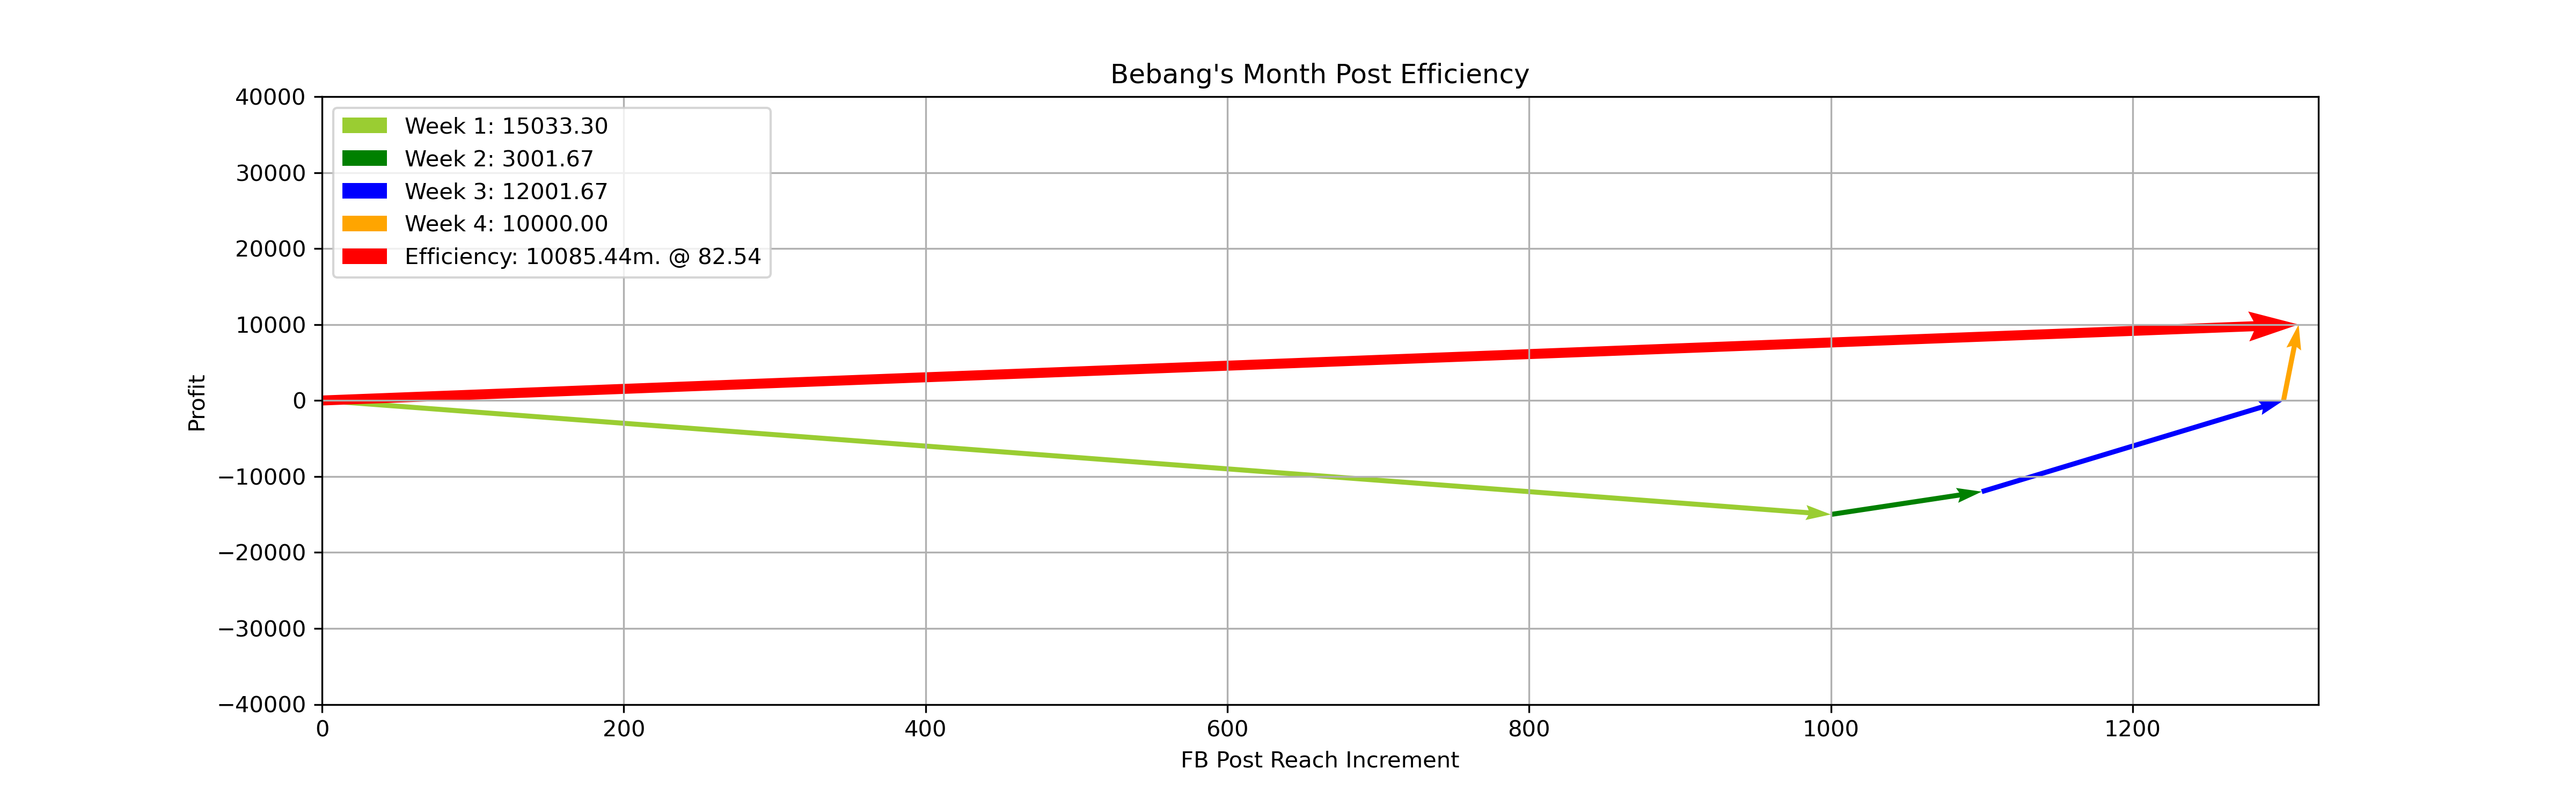 Bebang's Month Post Efficiency
40000
30000
20000
10000
0
−10000
−20000
−30000
−40000
Profit
Week 1: 15033.30
Week 2: 3001.67
Week 3: 12001.67
Week 4: 10000.00
Efficiency: 10085.44m. @ 82.54
0 200 400 600 800 1000 1200
FB Post Reach Increment